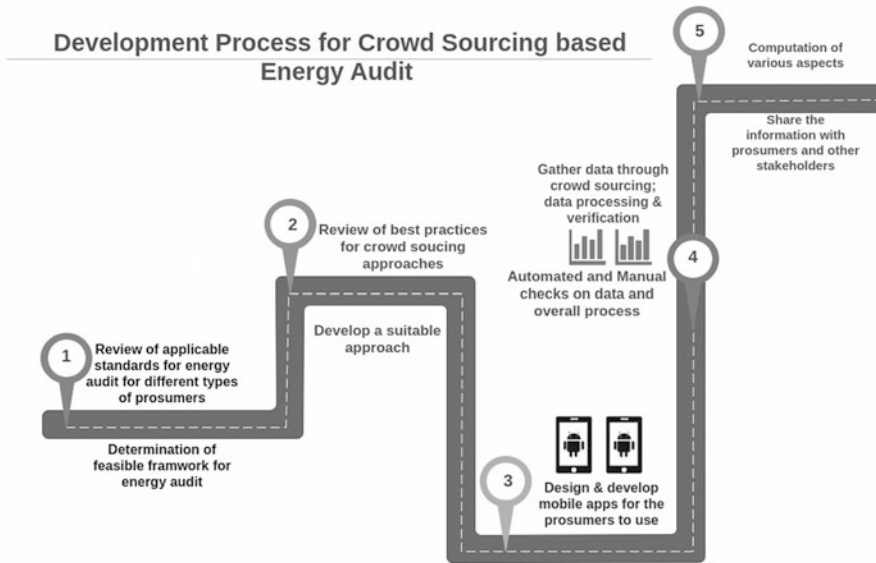 Development Process for Crowd Sourcing based
Energy Audit
1
Review of applicable
standards for energy
audit for different types
of prosumers
Determination of
feasible framwork for
energy audit
2
Review of best practices
for crowd soucing
approaches
Develop a suitable
approach
3
Design & develop
mobile apps for the
prosumers to use
4
Gather data through
crowd sourcing;
data processing &
verification
Automated and Manual
checks on data and
overall process
5
Computation of
various aspects
Share the
information with
prosumers and other
stakeholders